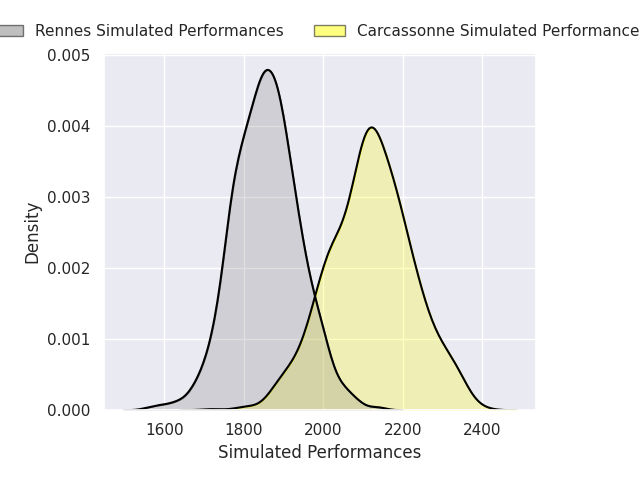 Rennes Simulated Performances
Carcassonne Simulated Performance
0.005
0.004
0.003
0.002
0.001
0.000
Density
1600 1800 2000 2200 2400
Simulated Performances